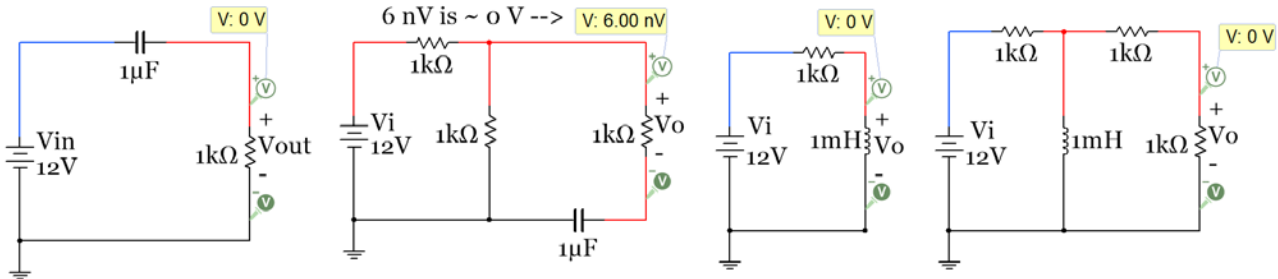 V: 0 V
1µF
Vin
12V
1kΩ
+
Vout
-
6 nV is ~ 0 V -->
V: 6.00 nV
1kΩ
Vi
12V
1kΩ
1kΩ
+
Vo
-
1µF
V: 0 V
1kΩ
Vi
12V
1mH
+
Vo
-
V: 0 V
1kΩ
1kΩ
Vi
12V
1mH
1kΩ
+
Vo
-